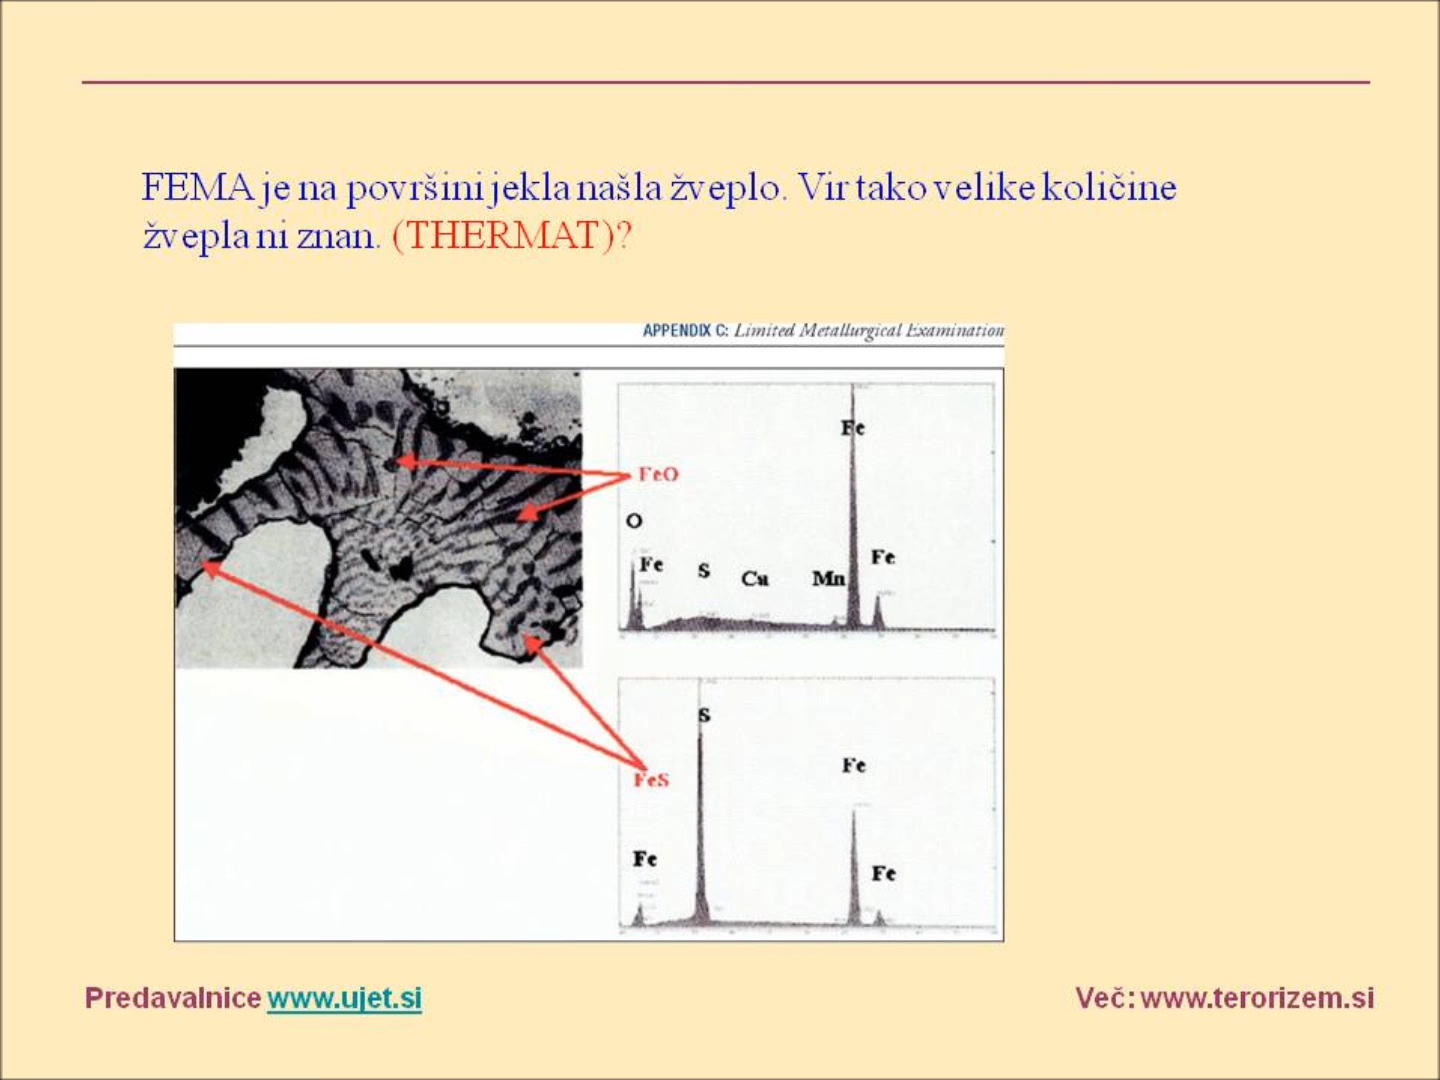 FEMA je na površini jekla našla žveplo. Vir tako velike količine
žvepla ni znan. (THERMAT)?
APPENDIX C: Limited Metallurgical Examination
Fe
FeO
O
Fe
S
Cu
Mn
Fe
S
Fe
FeS
Fe
Fe
Predavalnice www.ujet.si
Več: www.terorizem.si